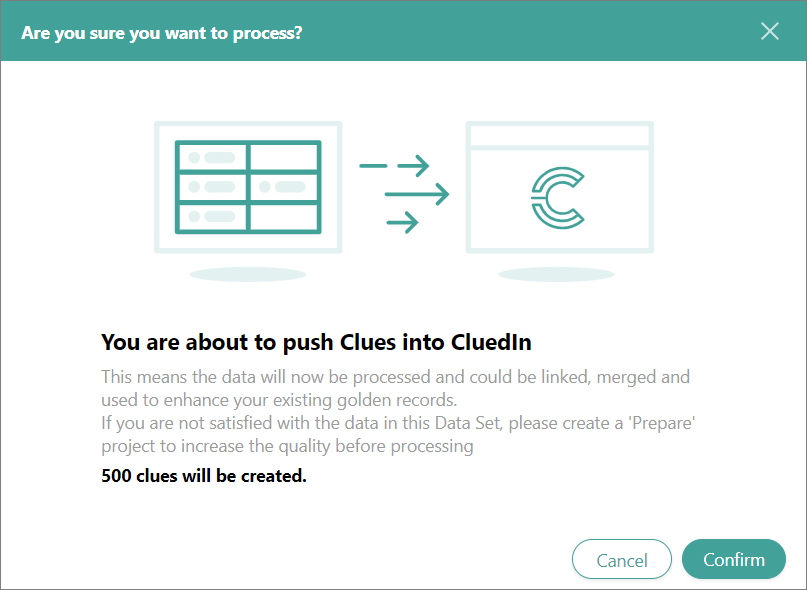 Are you sure you want to process?
You are about to push Clues into CluedIn
This means the data will now be processed and could be linked, merged and
used to enhance your existing golden records.
If you are not satisfied with the data in this Data Set, please create a 'Prepare'
project to increase the quality before processing
500 clues will be created.
Cancel
Confirm